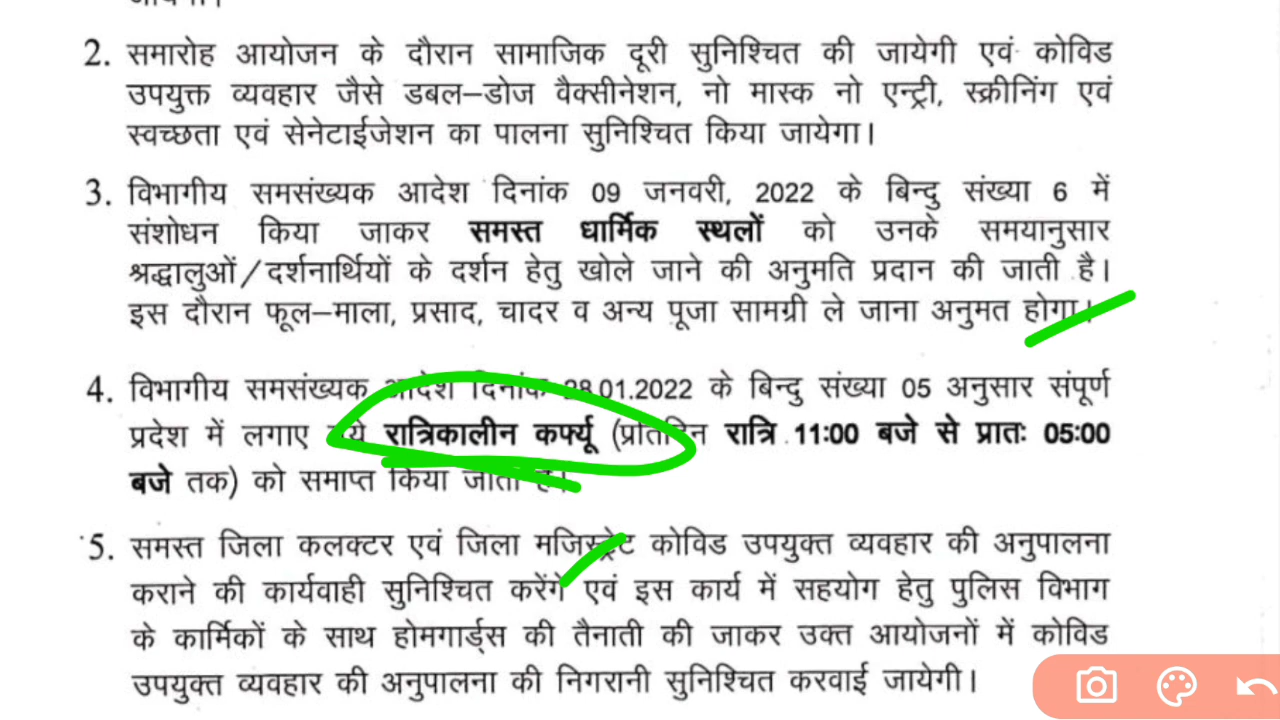 2. समारोह आयोजन के दौरान सामाजिक दूरी सुनिश्चित की जायेगी एवं कोविड
उपयुक्त व्यवहार जैसे डबल–डोज वैक्सीनेशन, नो मास्क नो एन्ट्री, स्क्रीनिंग एवं
स्वच्छता एवं सेनेटाईजेशन का पालना सुनिश्चित किया जायेगा।
3. विभागीय समसंख्यक आदेश दिनांक 09 जनवरी, 2022 के बिन्दु संख्या 6 में
संशोधन किया जाकर समस्त धार्मिक स्थलों को उनके समयानुसार
श्रद्धालुओं/दर्शनार्थियों के दर्शन हेतु खोले जाने की अनुमति प्रदान की जाती है।
इस दौरान फूल–माला, प्रसाद, चादर व अन्य पूजा सामग्री ले जाना अनुमत होगा।
4. विभागीय समसंख्यक आदेश दिनांक 28.01.2022 के बिन्दु संख्या 05 अनुसार संपूर्ण
प्रदेश में लगाए गये रात्रिकालीन कर्फ्यू (प्रतिदिन रात्रि 11:00 बजे से प्रातः 05:00
बजे तक) को समाप्त किया जाता है।
5. समस्त जिला कलक्टर एवं जिला मजिस्ट्रेट कोविड उपयुक्त व्यवहार की अनुपालना
कराने की कार्यवाही सुनिश्चित करेंगे एवं इस कार्य में सहयोग हेतु पुलिस विभाग
के कार्मिकों के साथ होमगार्ड्स की तैनाती की जाकर उक्त आयोजनों में कोविड
उपयुक्त व्यवहार की अनुपालना की निगरानी सुनिश्चित करवाई जायेगी।